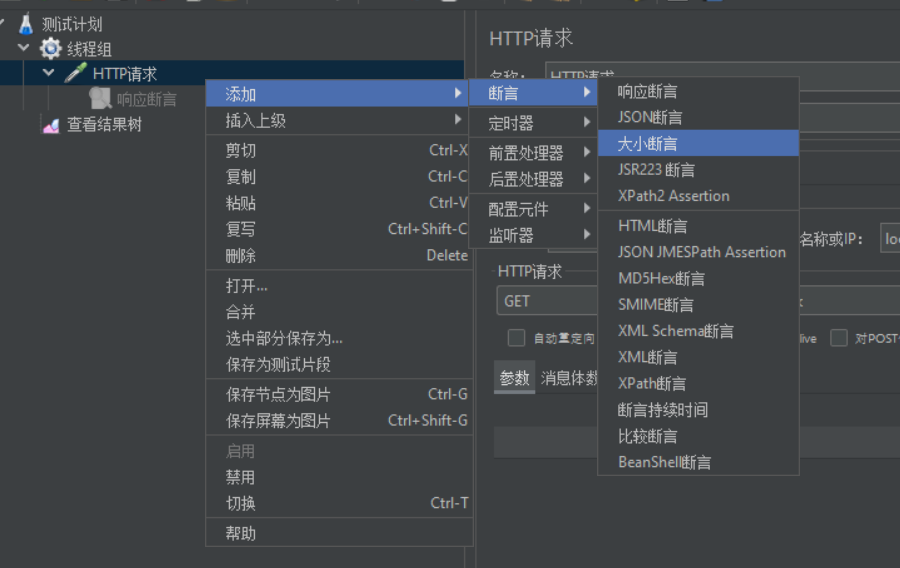 测试计划
线程组
HTTP请求
响应断言
查看结果树
添加
插入上级
剪切 Ctrl-X
复制 Ctrl-C
粘贴 Ctrl-V
复写 Ctrl+Shift-C
删除 Delete
打开...
合并
选中部分保存为...
保存为测试片段
保存节点为图片 Ctrl-G
保存屏幕为图片 Ctrl+Shift-G
启用
禁用
切换 Ctrl-T
帮助
断言
定时器
前置处理器
后置处理器
配置元件
监听器
响应断言
JSON断言
大小断言
JSR223 断言
XPath2 Assertion
HTML断言
JSON JMESPath Assertion
MD5Hex断言
SMIME断言
XML Schema断言
XML断言
XPath断言
断言持续时间
比较断言
BeanShell断言
HTTP请求
名称: HTTP请求
名称或IP:
HTTP请求
GET
自动重定向
对POST
参数 消息体数